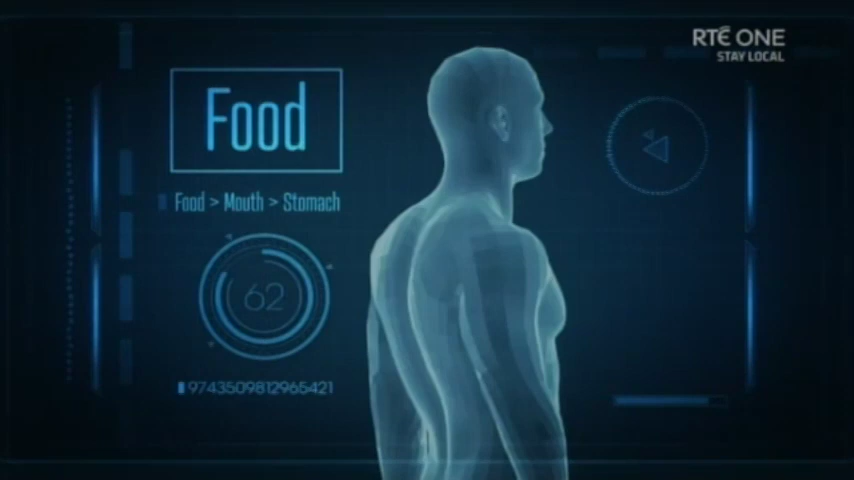 RTÉ ONE
STAY LOCAL
Food
Food > Mouth > Stomach
62
9743509812965421